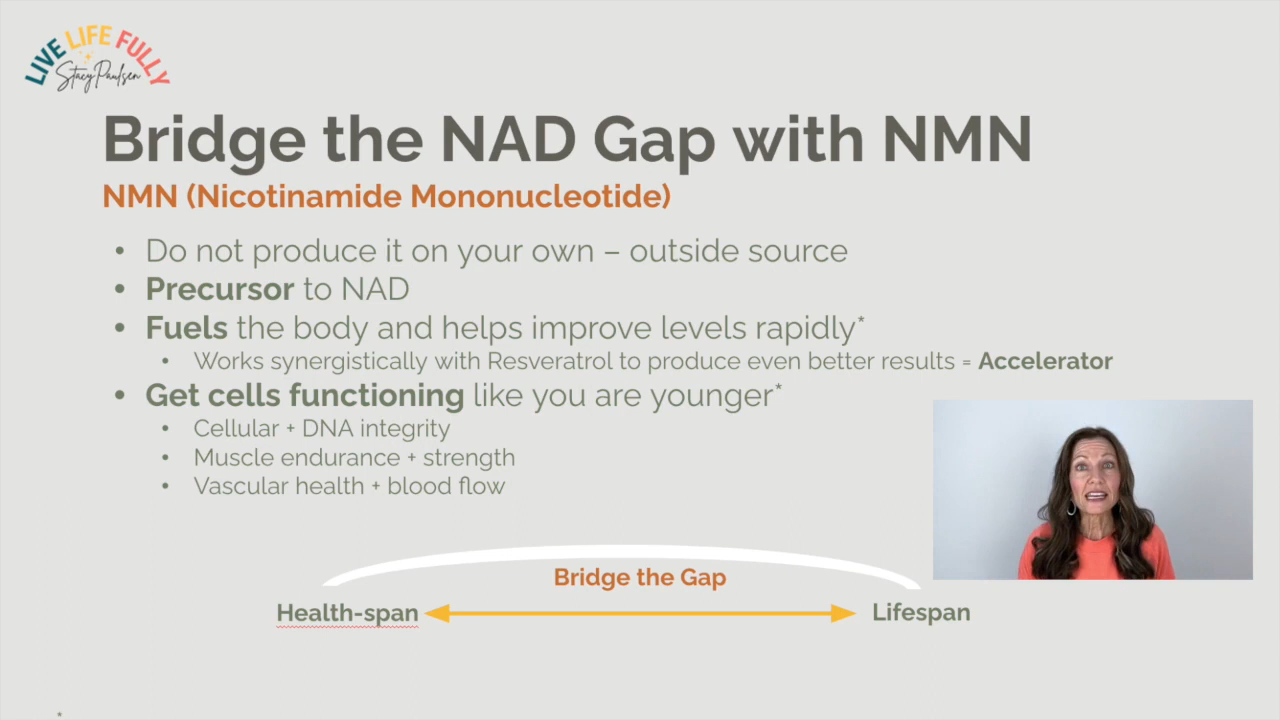 LIVE LIFE FULLY
Stacy Paulsen
Bridge the NAD Gap with NMN
NMN (Nicotinamide Mononucleotide)
• Do not produce it on your own – outside source
• Precursor to NAD
• Fuels the body and helps improve levels rapidly*
• Works synergistically with Resveratrol to produce even better results = Accelerator
• Get cells functioning like you are younger*
• Cellular + DNA integrity
• Muscle endurance + strength
• Vascular health + blood flow
Bridge the Gap
Health-span
Lifespan
*